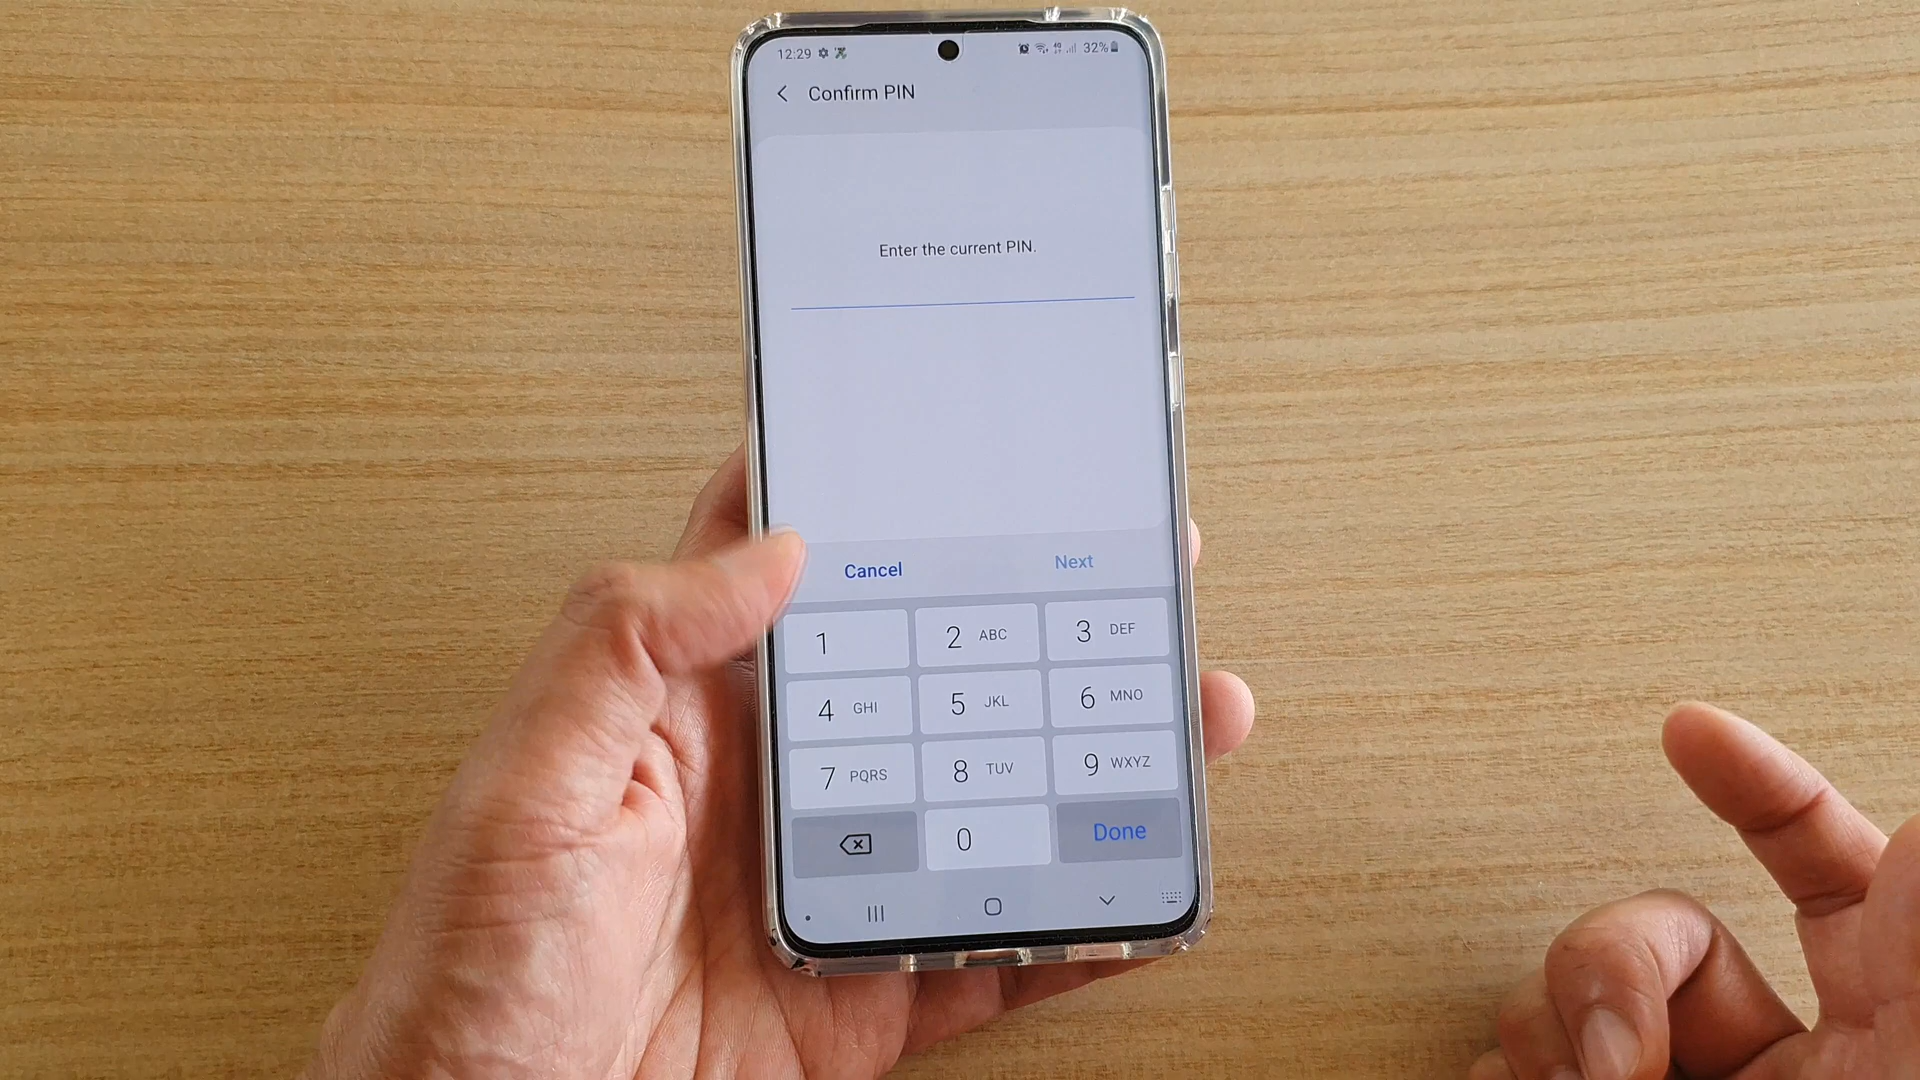 12:29 32%
Confirm PIN
Enter the current PIN.
Cancel Next
1 2 ABC 3 DEF
4 GHI 5 JKL 6 MNO
7 PQRS 8 TUV 9 WXYZ
0 Done